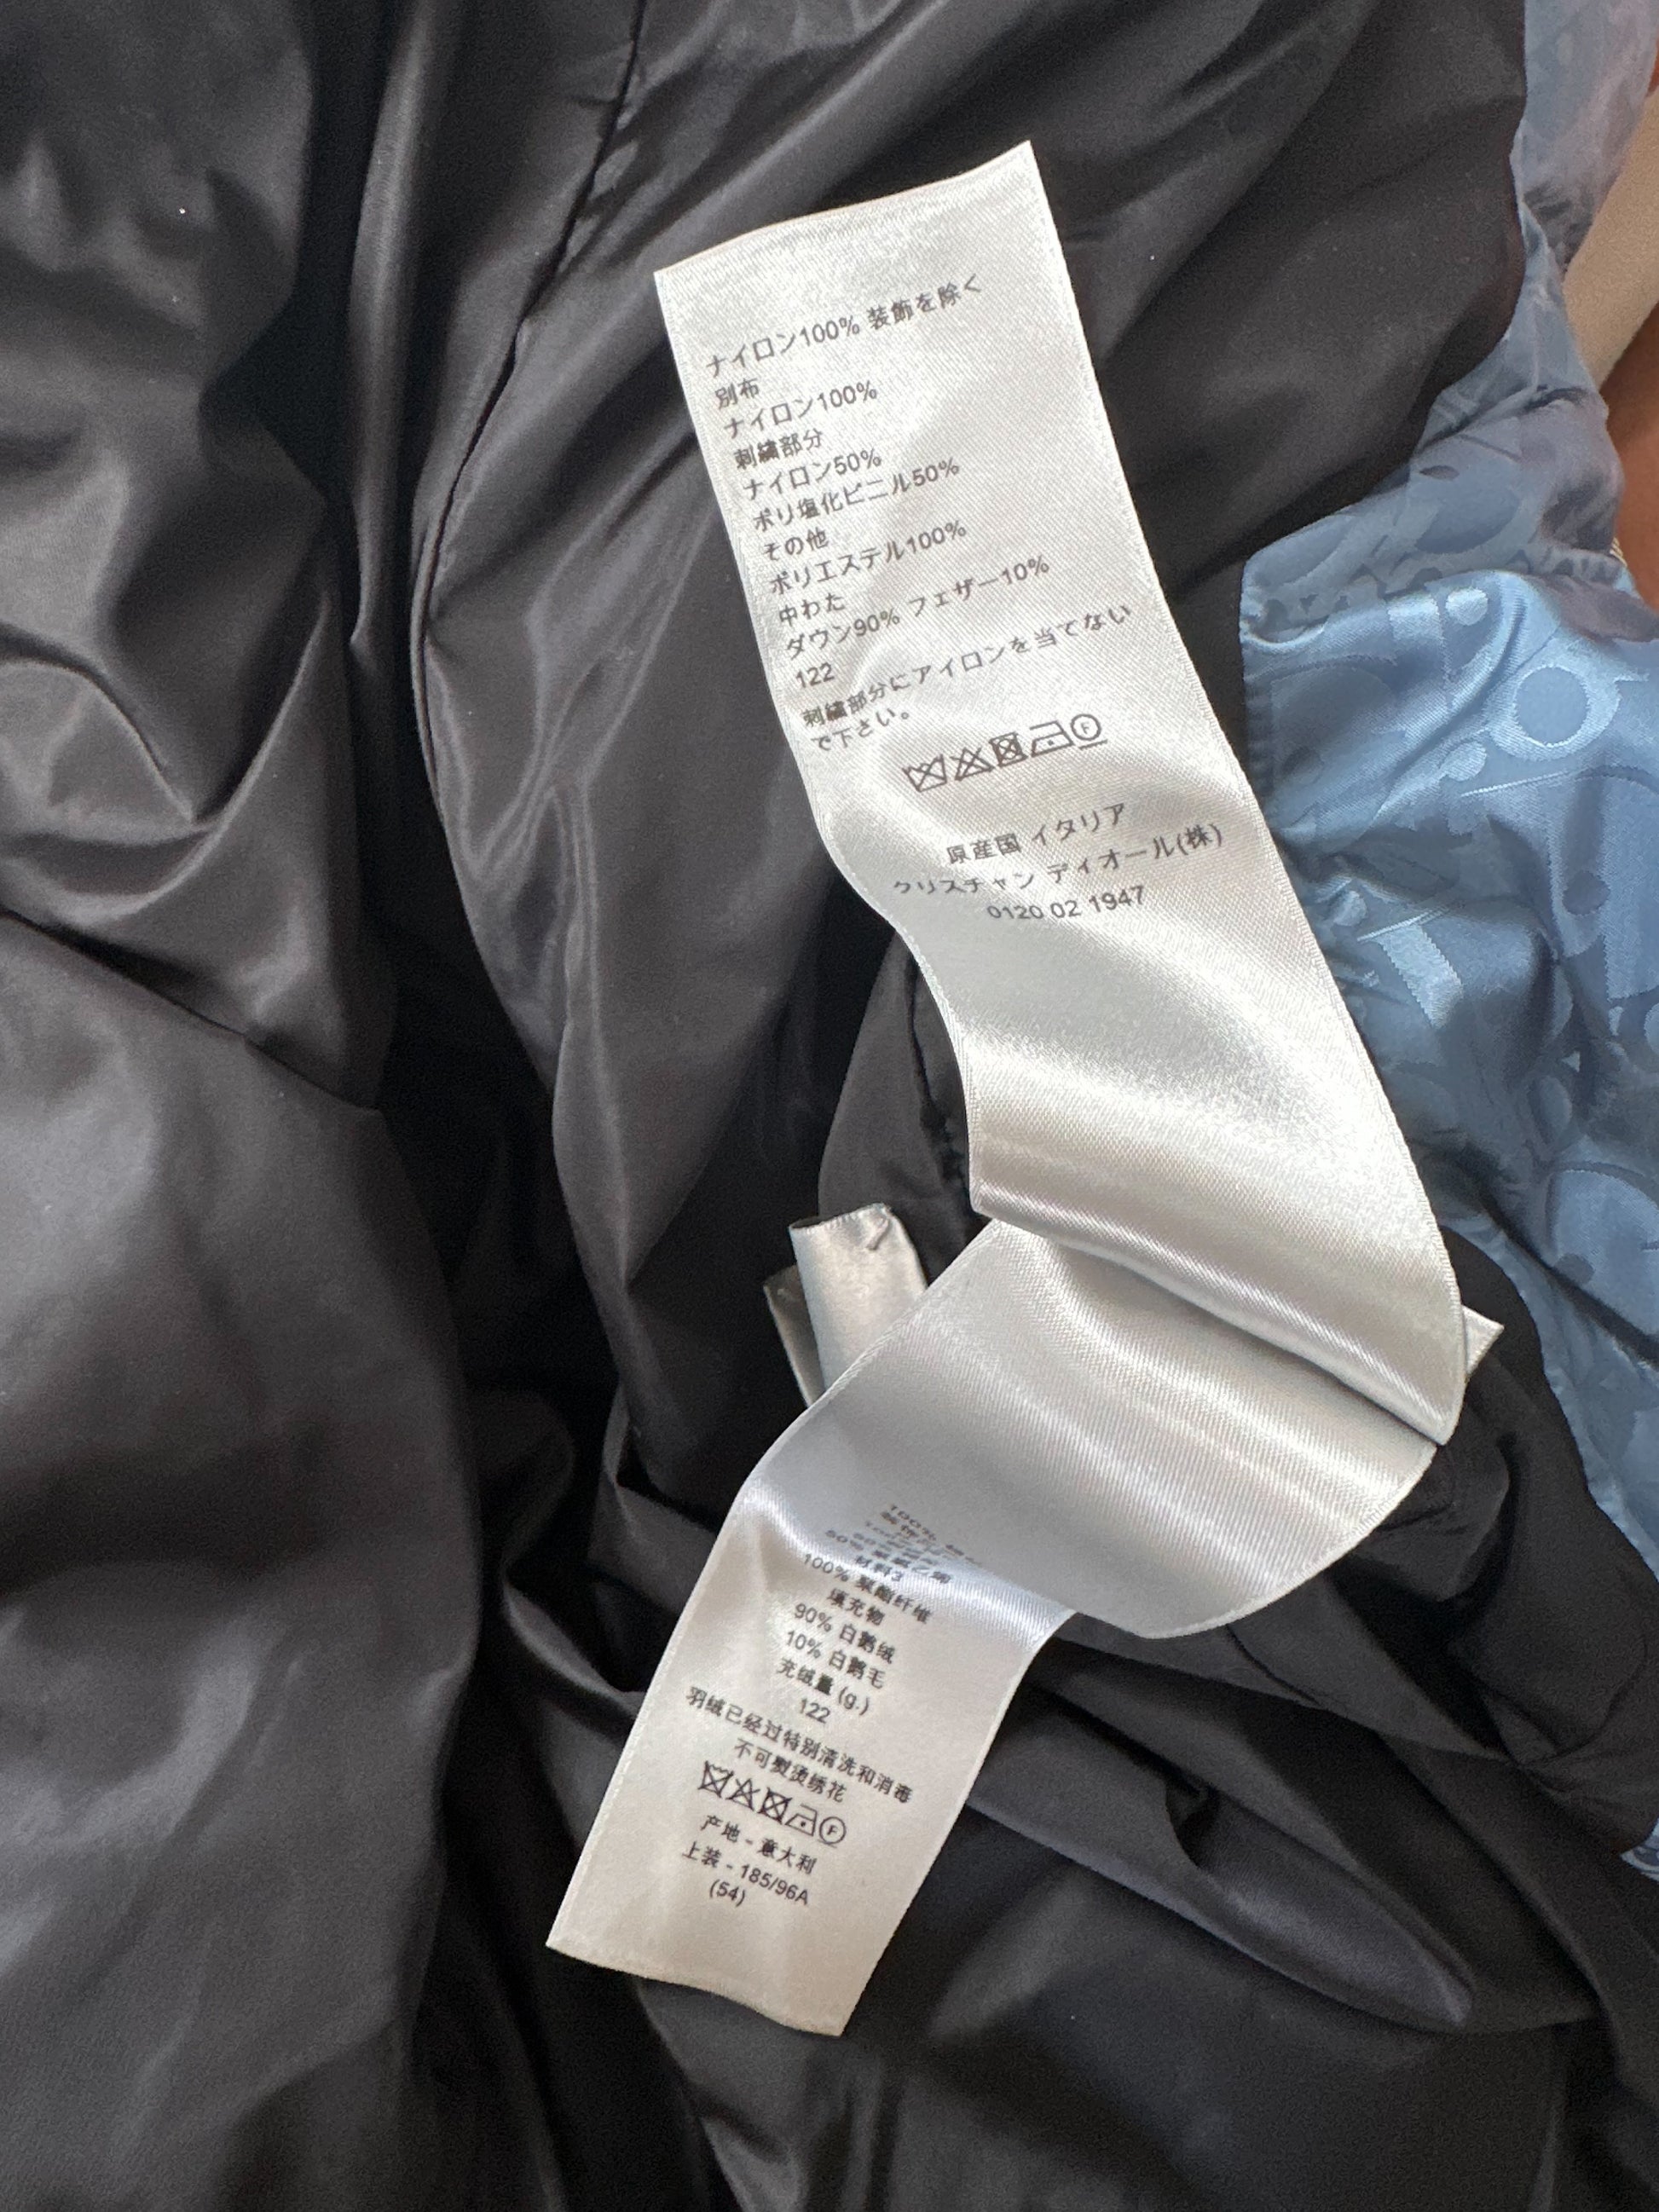 ナイロン100% 装飾を除く
別布
ナイロン100%
刺繍部分
ナイロン50%
ポリ塩化ビニル50%
その他
ポリエステル100%
中わた
ダウン90% フェザー10%
122
刺繍部分にアイロンを当てない
で下さい。
F
原産国 イタリア
クリスチャン ディオール(株)
0120 02 1947
100%
材料3
100% 聚酯纤维
填充物
90% 白鹅绒
10% 白鹅毛
充绒量 (g.)
122
羽绒已经过特别清洗和消毒
不可熨烫绣花
F
产地 - 意大利
上装 - 185/96A
(54)